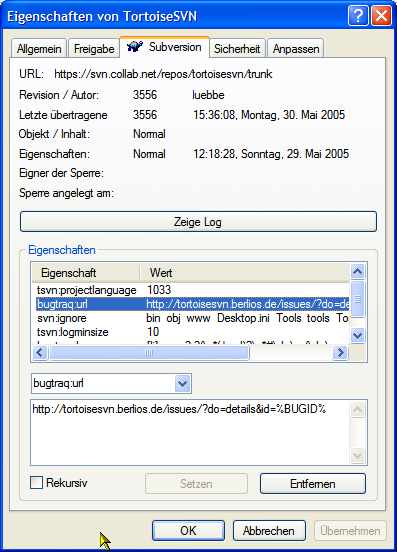 Eigenschaften von TortoiseSVN
Allgemein Freigabe Subversion Sicherheit Anpassen
URL: https://svn.collab.net/repos/tortoisesvn/trunk
Revision / Autor: 3556 luebbe
Letzte übertragene 3556 15:36:08, Montag, 30. Mai 2005
Objekt / Inhalt: Normal
Eigenschaften: Normal 12:18:28, Sonntag, 29. Mai 2005
Eigner der Sperre:
Sperre angelegt am:
Zeige Log
Eigenschaften
Eigenschaft Wert
tsvn:projectlanguage 1033
bugtraq:url http://tortoisesvn.berlios.de/issues/?do=de
svn:ignore bin obj www Desktop.ini Tools tools To
tsvn:logminsize 10
bugtraq:url
http://tortoisesvn.berlios.de/issues/?do=details&id=%BUGID%
Rekursiv Setzen Entfernen
OK Abbrechen Übernehmen